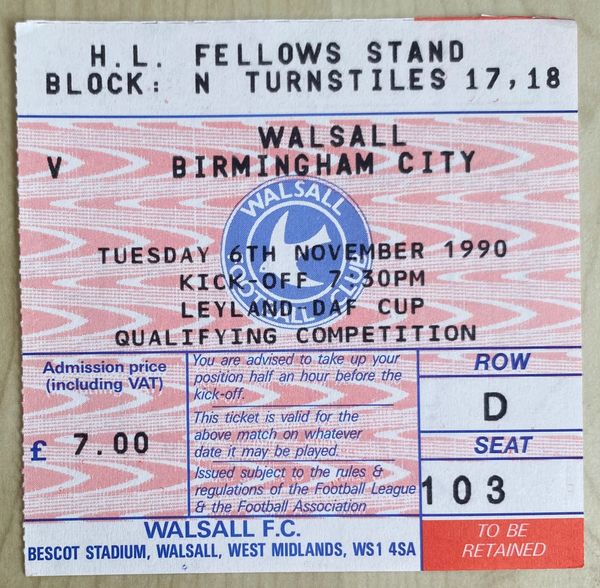 H.L. FELLOWS STAND
BLOCK: N TURNSTILES 17,18
WALSALL
V BIRMINGHAM CITY
WALSALL
FOOTBALL CLUB
TUESDAY 6TH NOVEMBER 1990
KICK-OFF 7.30PM
LEYLAND DAF CUP
QUALIFYING COMPETITION
Admission price
(including VAT)
£ 7.00
You are advised to take up your
position half an hour before the
kick-off.
This ticket is valid for the
above match on whatever
date it may be played.
Issued subject to the rules &
regulations of the Football League
& the Football Association
ROW
D
SEAT
103
WALSALL F.C.
BESCOT STADIUM, WALSALL, WEST MIDLANDS, WS1 4SA
TO BE
RETAINED